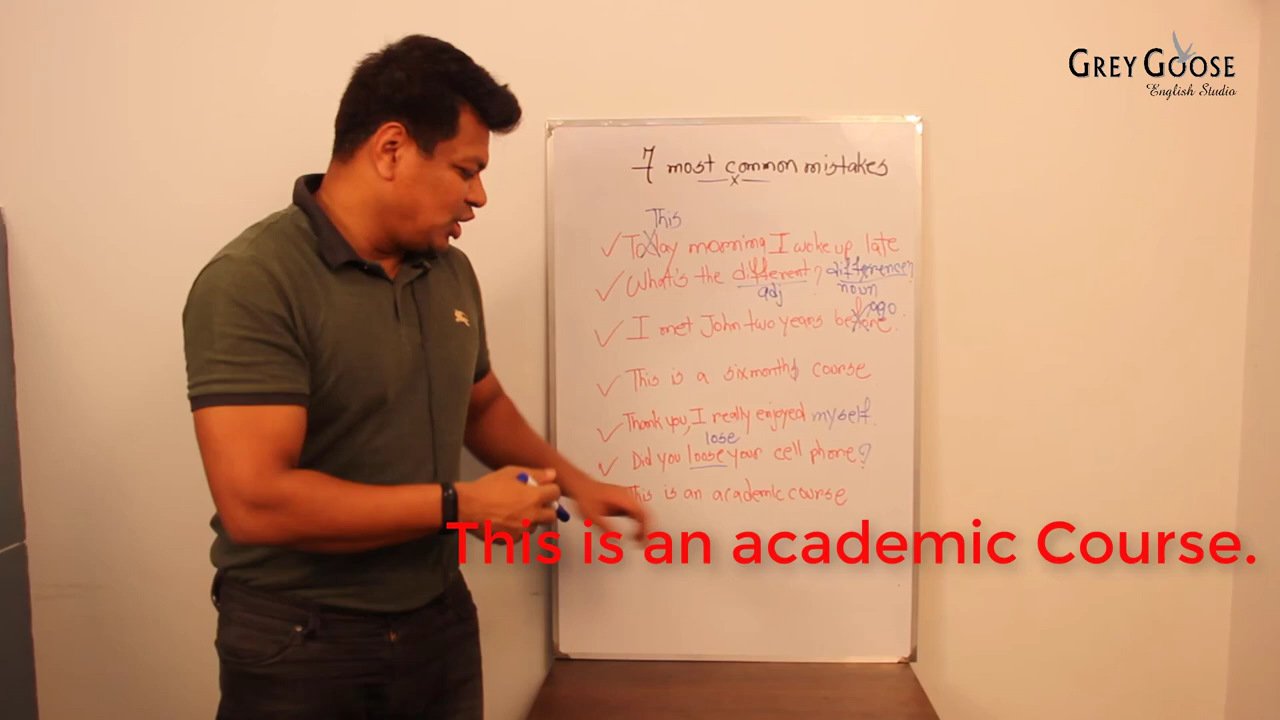 GREY GOOSE
English Studio
7 most common mistakes
x
This
Today morning I woke up late
What's the different? difference?
adj noun
ago
I met John two years before.
This is a six months course
Thank you, I really enjoyed myself.
lose
Did you loose your cell phone?
This is an academic course
This is an academic Course.